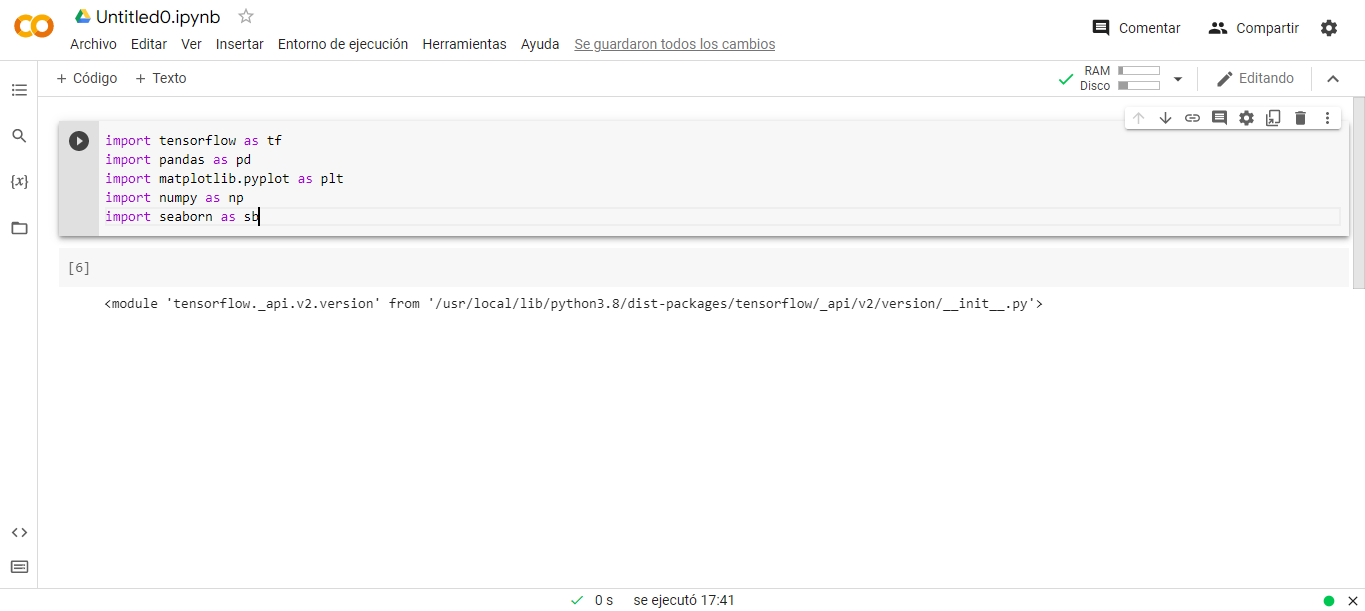 Untitled0.ipynb
Archivo Editar Ver Insertar Entorno de ejecución Herramientas Ayuda Se guardaron todos los cambios
Comentar Compartir
+ Código + Texto
RAM
Disco
Editando
{x}
import tensorflow as tf
import pandas as pd
import matplotlib.pyplot as plt
import numpy as np
import seaborn as sb
[6]
<module 'tensorflow._api.v2.version' from '/usr/local/lib/python3.8/dist-packages/tensorflow/_api/v2/version/__init__.py'>
0 s se ejecutó 17:41